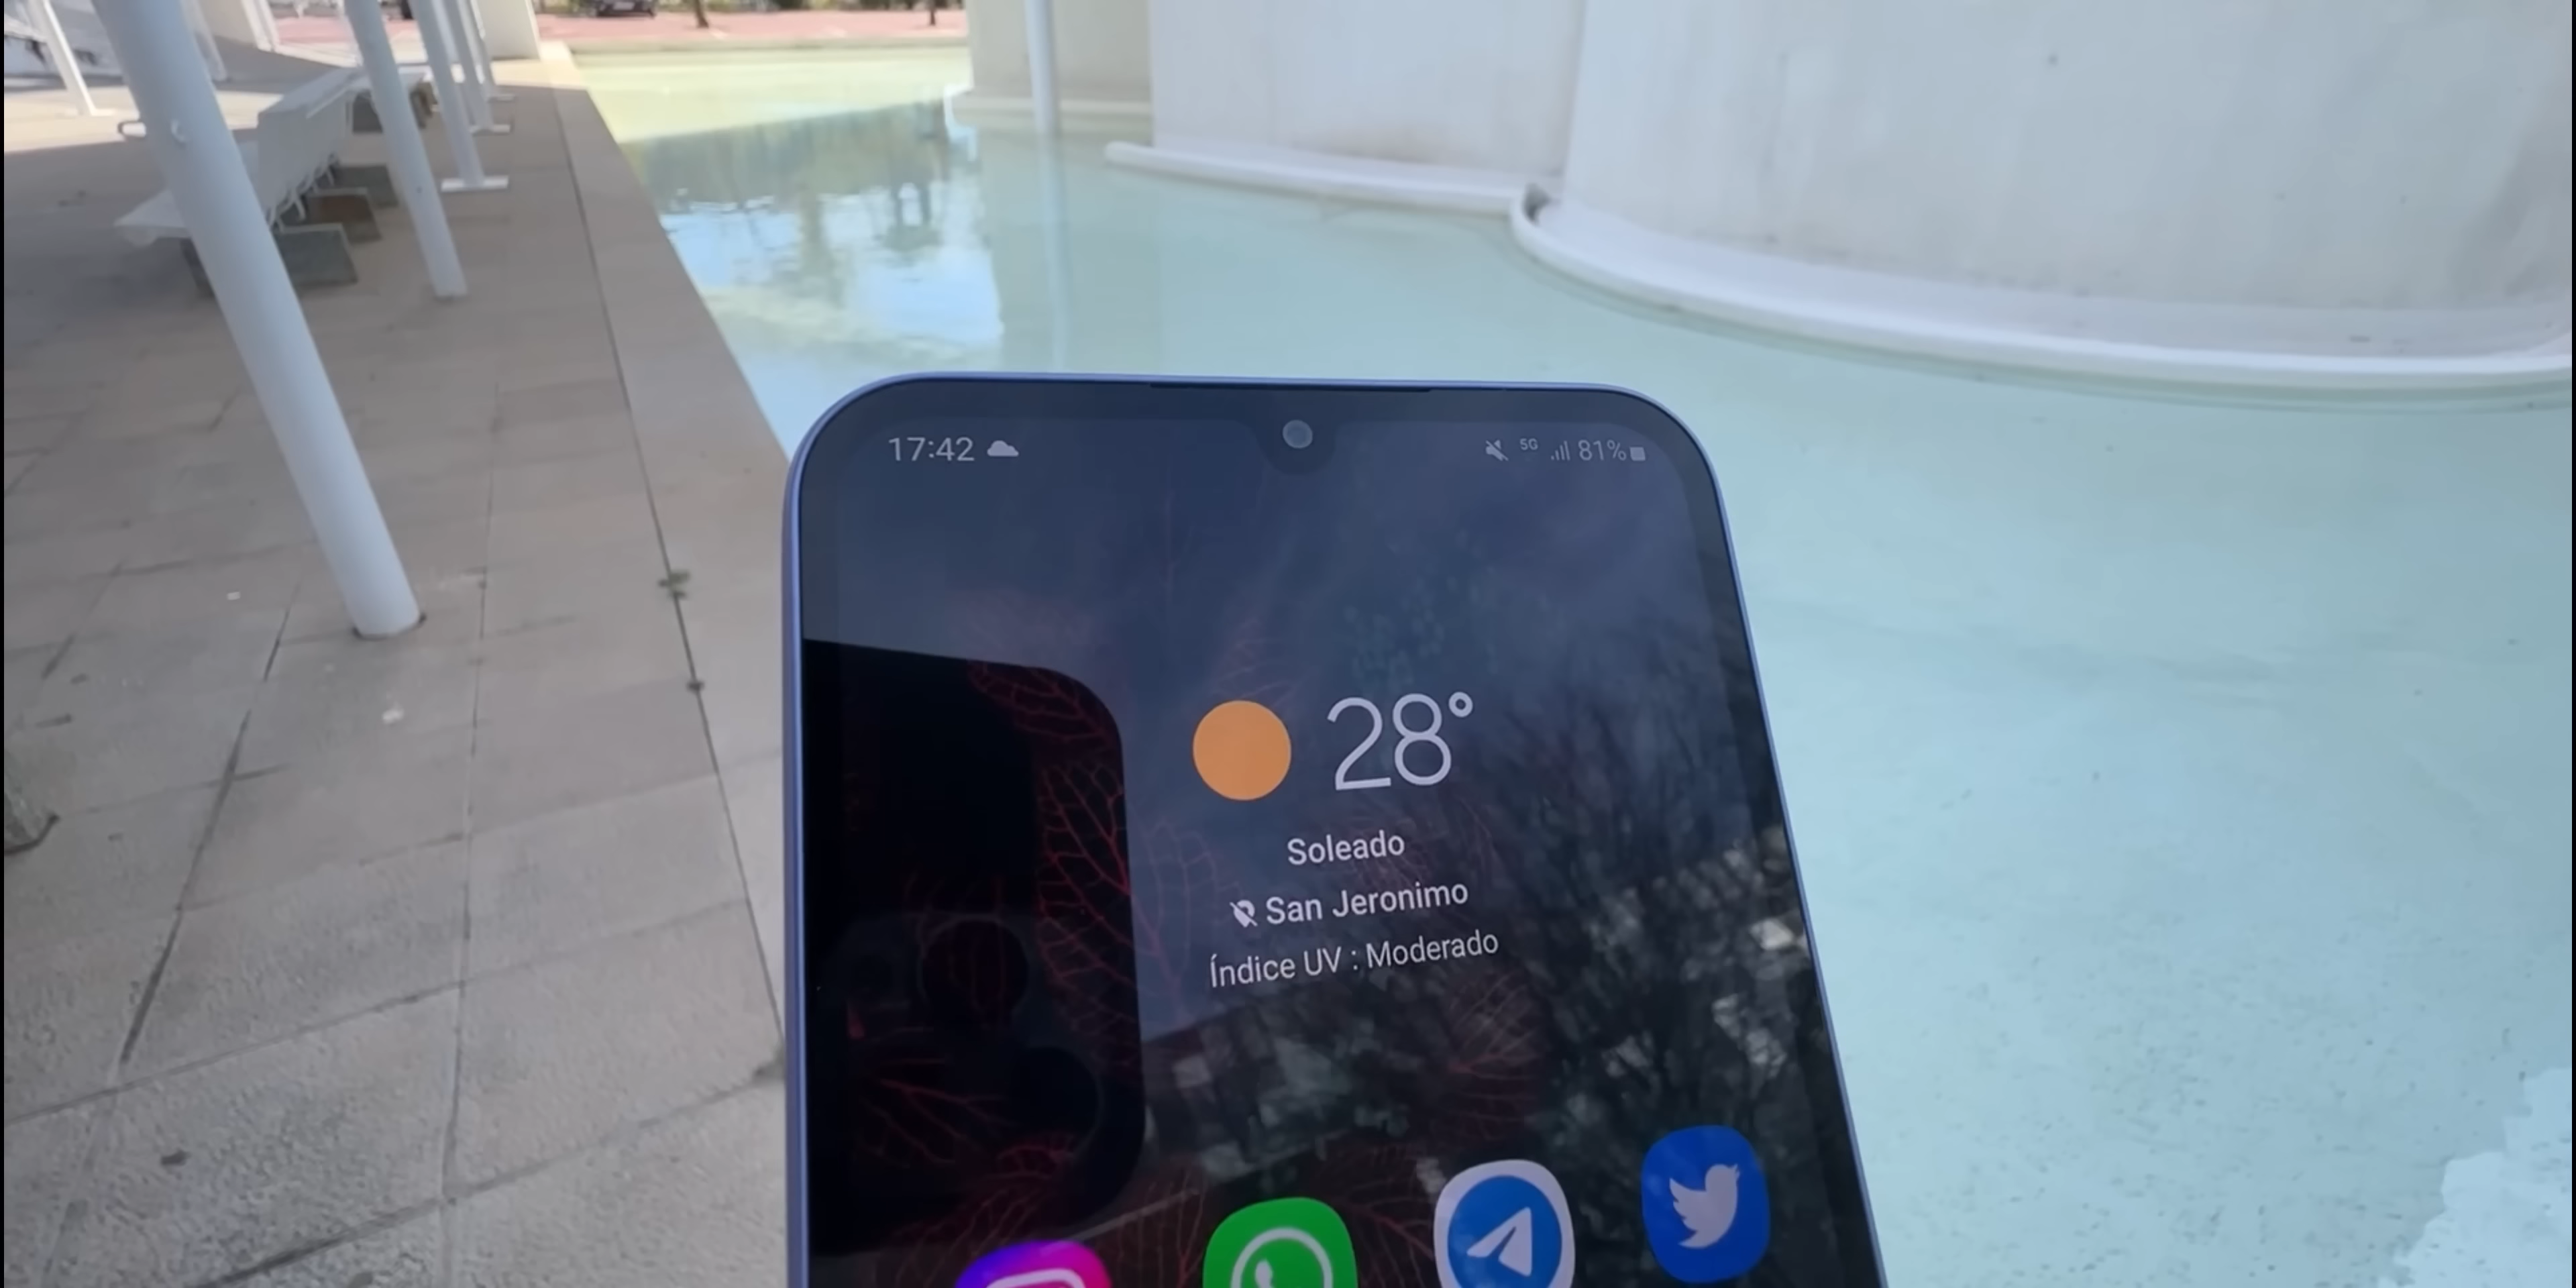 17:42
5G 81%
28°
Soleado
San Jeronimo
Índice UV : Moderado